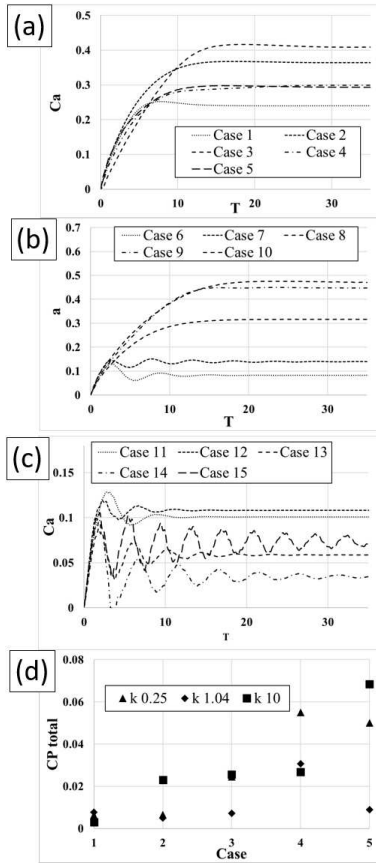 (a)
0.5
0.4
0.3
0.2
0.1
0
Ca
Case 1 Case 2
Case 3 Case 4
Case 5
0 10 20 30
T
(b)
0.7
0.6
0.5
0.4
0.3
0.2
0.1
0
a
Case 6 Case 7 Case 8
Case 9 Case 10
0 10 20 30
T
(c)
0.15
0.1
0.05
0
Ca
Case 11 Case 12 Case 13
Case 14 Case 15
0 10 20 30
T
(d)
0.08
0.06
0.04
0.02
0
CP total
k 0.25 k 1.04 k 10
1 2 3 4 5
Case